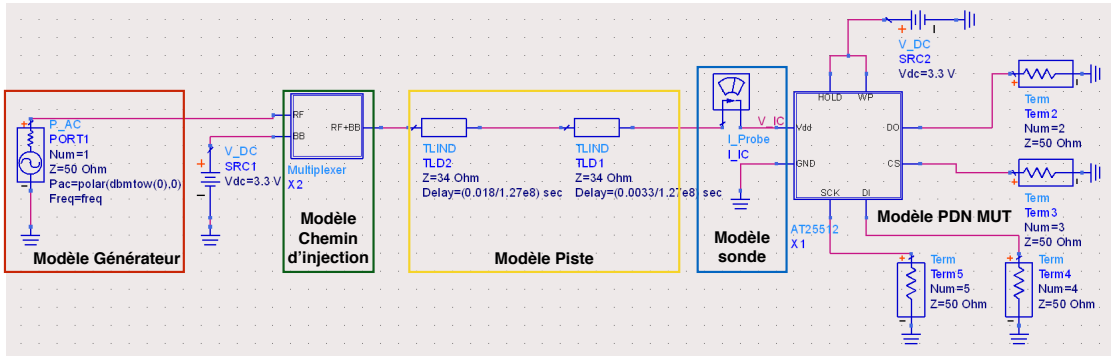 P_AC
PORT1
Num=1
Z=50 Ohm
Pac=polar(dbmtow(0),0)
Freq=freq
Modèle Générateur
V_DC
SRC1
Vdc=3.3 V
RF
BB
RF+BB
Multiplexer
X2
Modèle
Chemin
d'injection
TLIND
TLD2
Z=34 Ohm
Delay=(0.018/1.27e8) sec
TLIND
TLD1
Z=34 Ohm
Delay=(0.0033/1.27e8) sec
Modèle Piste
V_IC
I_Probe
I_IC
Modèle
sonde
V_DC
SRC2
Vdc=3.3 V
HOLD
WP
Vdd
GND
DO
CS
SCK
DI
AT25512
X1
Modèle PDN MUT
Term
Term2
Num=2
Z=50 Ohm
Term
Term3
Num=3
Z=50 Ohm
Term
Term5
Num=5
Z=50 Ohm
Term
Term4
Num=4
Z=50 Ohm